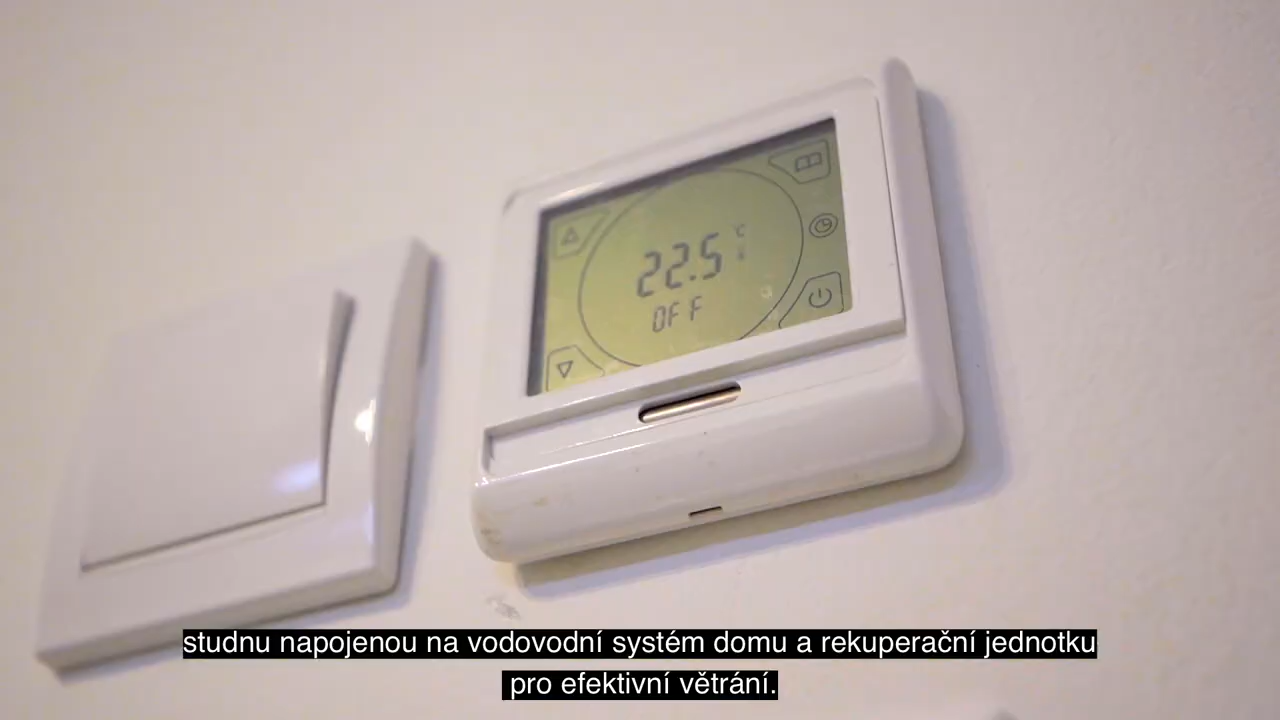 22.5 °C
OFF
studnu napojenou na vodovodní systém domu a rekuperační jednotku
pro efektivní větrání.